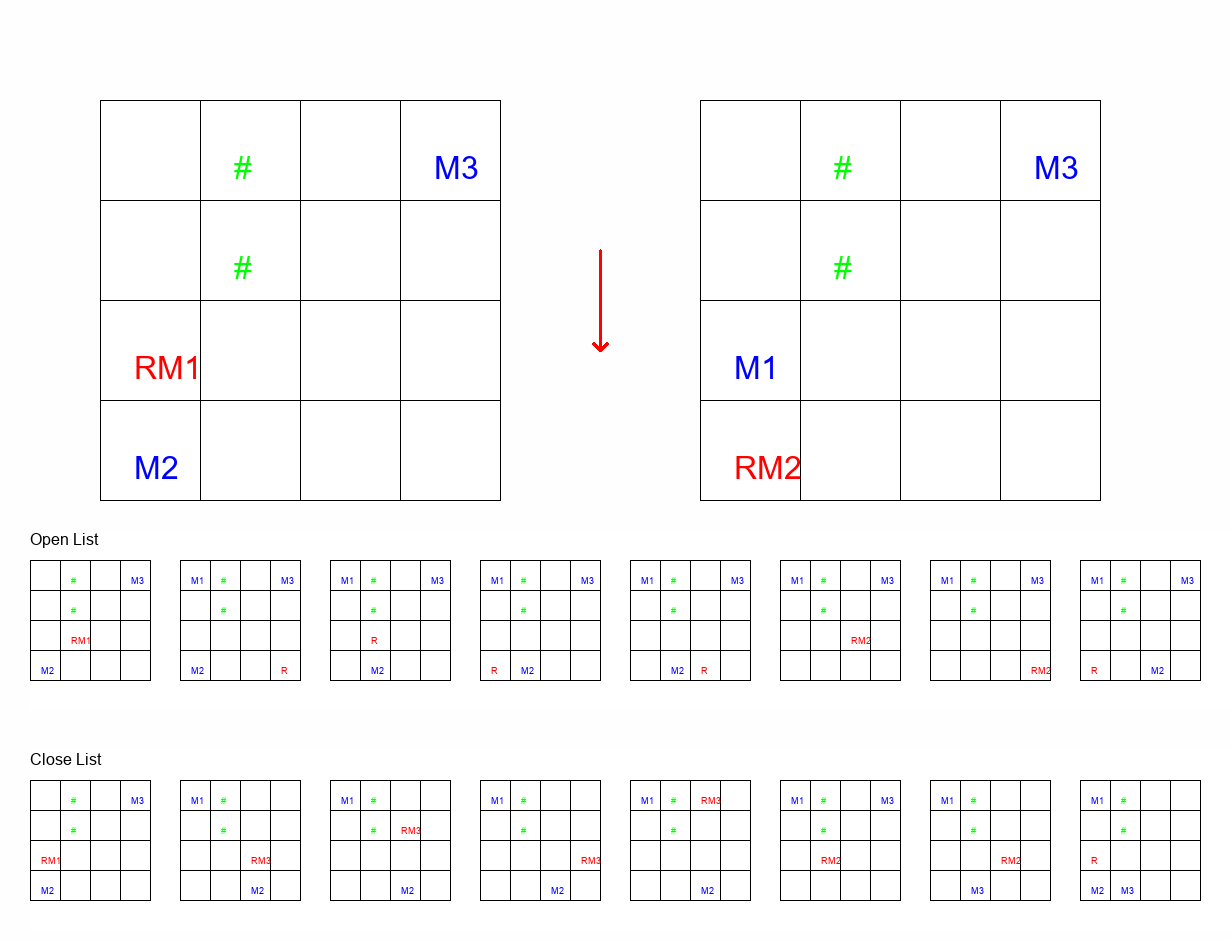 # M3 # M3
# #
RM1 M1
M2 RM2
Open List
# M3 M1 # M3 M1 # M3 M1 # M3 M1 # M3 M1 # M3 M1 # M3 M1 # M3
# # # # # # # #
RM1 R RM2
M2 M2 R M2 R M2 M2 R RM2 R M2
Close List
# M3 M1 # M1 # M1 # M1 # RM3 M1 # M3 M1 # M1 #
# # # RM3 # # # # #
RM1 RM3 RM3 RM2 RM2 R
M2 M2 M2 M2 M2 M3 M2 M3